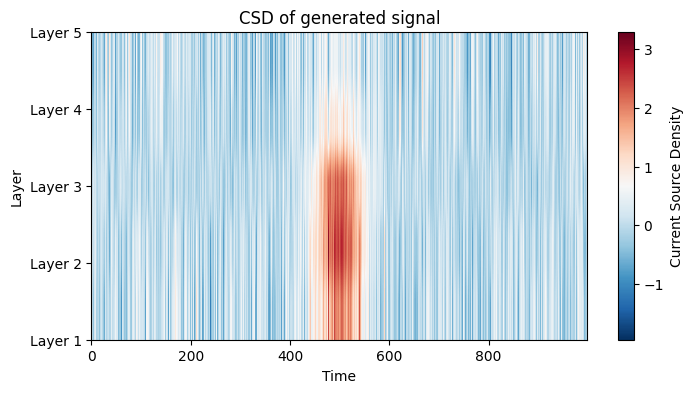 CSD of generated signal
Layer 5
Layer 4
Layer 3
Layer 2
Layer 1
Layer
0
200
400
600
800
Time
3
2
1
0
−1
Current Source Density